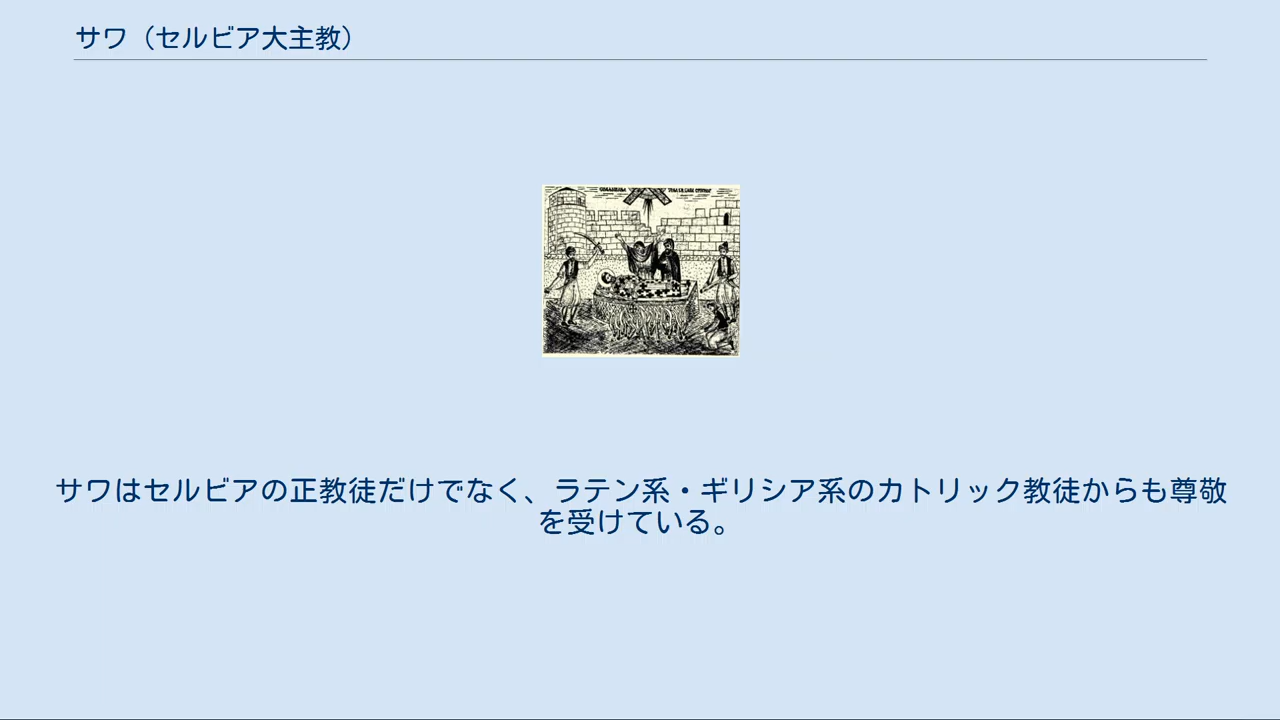 サワ（セルビア大主教）
サワはセルビアの正教徒だけでなく、ラテン系・ギリシア系のカトリック教徒からも尊敬
を受けている。